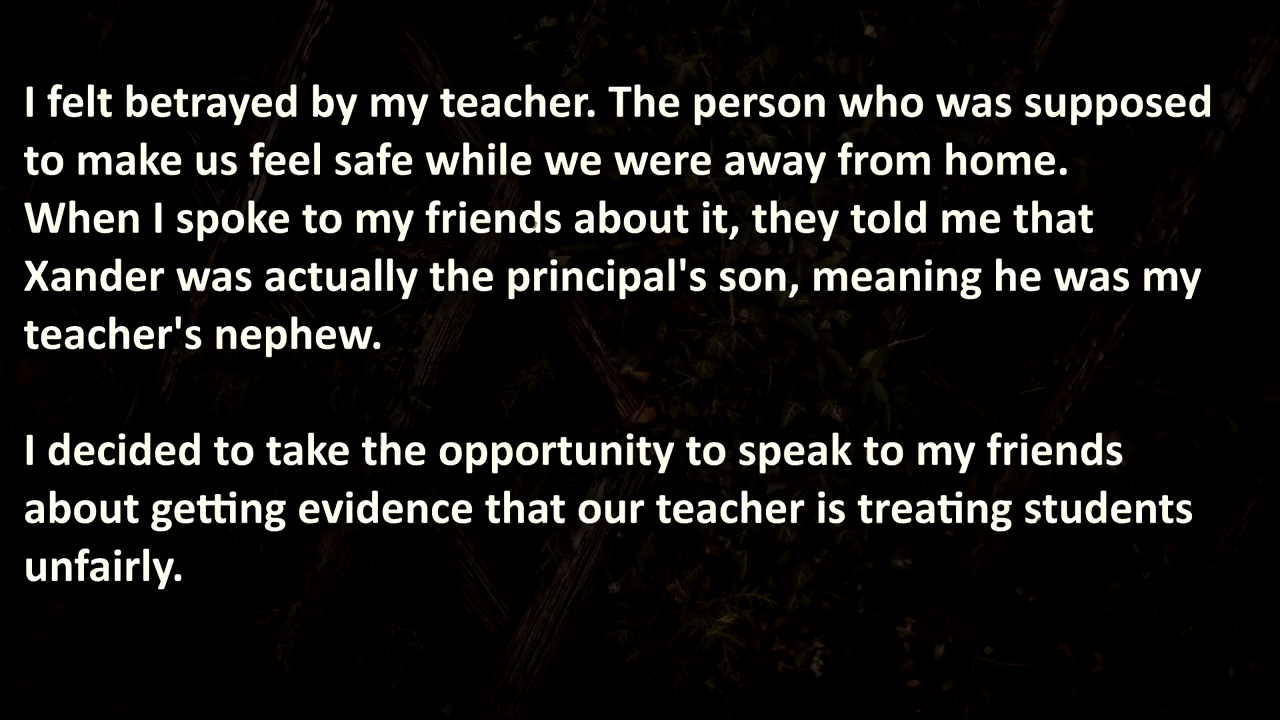 I felt betrayed by my teacher. The person who was supposed
to make us feel safe while we were away from home.
When I spoke to my friends about it, they told me that
Xander was actually the principal's son, meaning he was my
teacher's nephew.
I decided to take the opportunity to speak to my friends
about getting evidence that our teacher is treating students
unfairly.